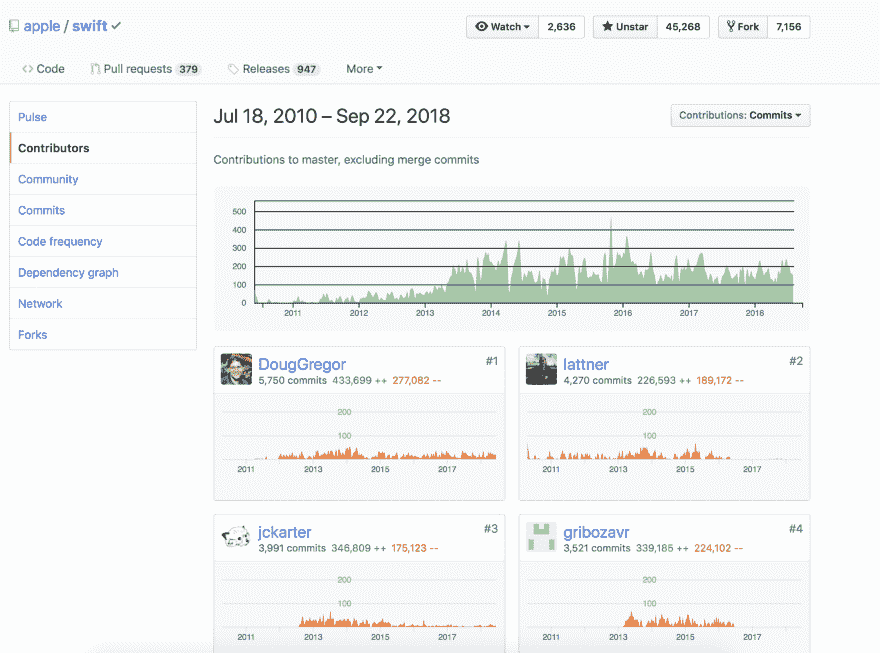 apple / swift
Watch 2,636 Unstar 45,268 Fork 7,156
Code Pull requests 379 Releases 947 More
Pulse
Contributors
Community
Commits
Code frequency
Dependency graph
Network
Forks
Jul 18, 2010 – Sep 22, 2018
Contributions: Commits
Contributions to master, excluding merge commits
500
400
300
200
100
0
2011 2012 2013 2014 2015 2016 2017 2018
DougGregor #1
5,750 commits 433,699 ++ 277,082 --
200
100
2011 2013 2015 2017
lattner #2
4,270 commits 226,593 ++ 189,172 --
200
100
2011 2013 2015 2017
jckarter #3
3,991 commits 346,809 ++ 175,123 --
200
100
2011 2013 2015 2017
gribozavr #4
3,521 commits 339,185 ++ 224,102 --
200
100
2011 2013 2015 2017